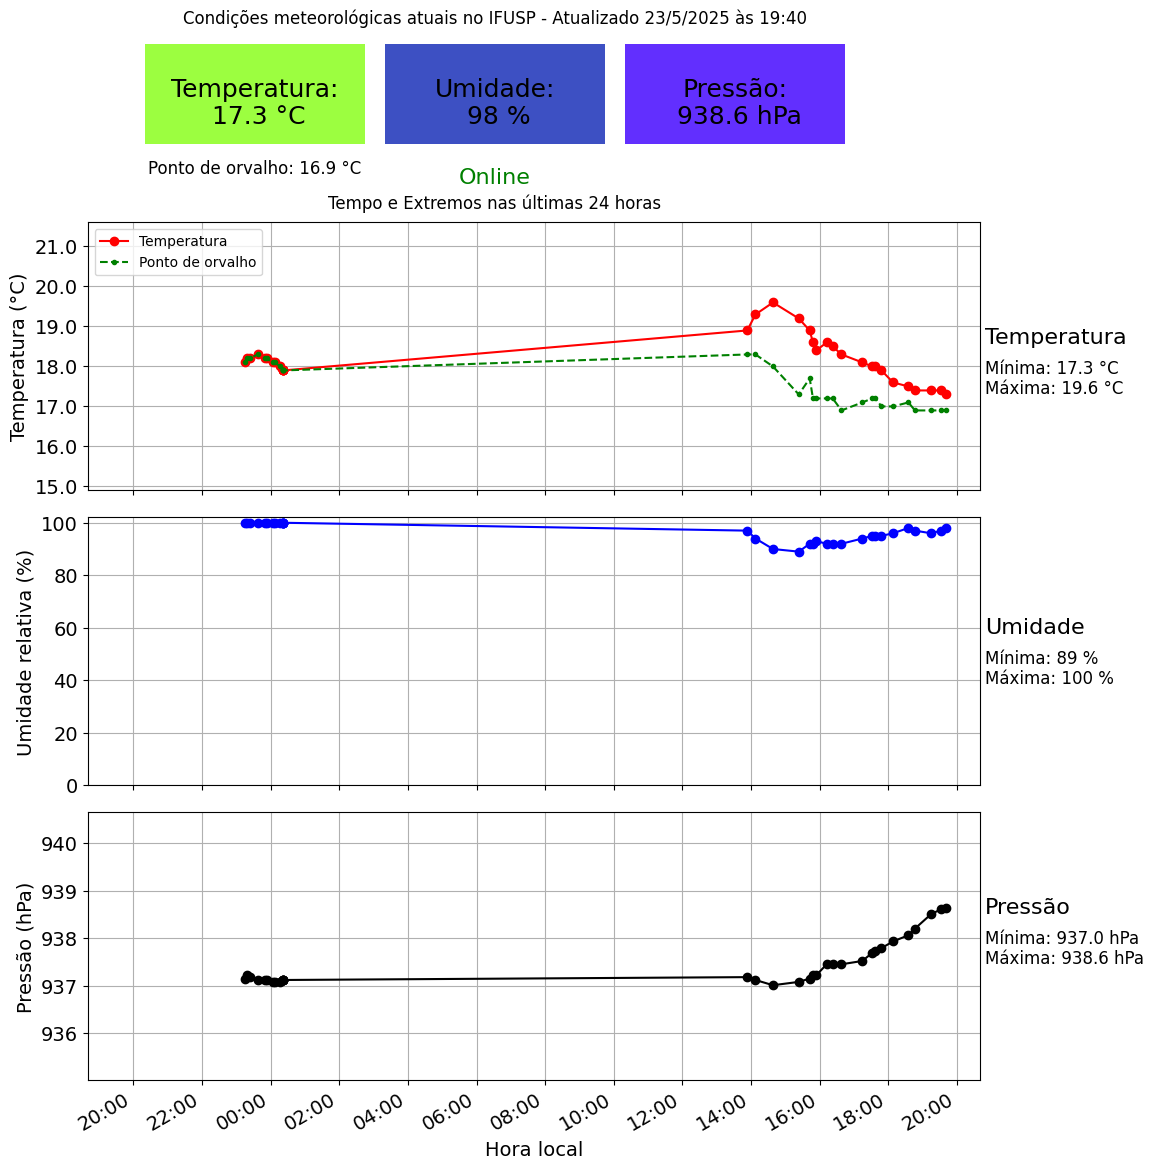 Condições meteorológicas atuais no IFUSP - Atualizado 23/5/2025 às 19:40
Temperatura:
17.3 °C
Umidade:
98 %
Pressão:
938.6 hPa
Ponto de orvalho: 16.9 °C
Online
Tempo e Extremos nas últimas 24 horas
Temperatura
Ponto de orvalho
Temperatura (°C)
21.0
20.0
19.0
18.0
17.0
16.0
15.0
Temperatura
Mínima: 17.3 °C
Máxima: 19.6 °C
Umidade relativa (%)
100
80
60
40
20
0
Umidade
Mínima: 89 %
Máxima: 100 %
Pressão (hPa)
940
939
938
937
936
Pressão
Mínima: 937.0 hPa
Máxima: 938.6 hPa
20:00 22:00 00:00 02:00 04:00 06:00 08:00 10:00 12:00 14:00 16:00 18:00 20:00
Hora local